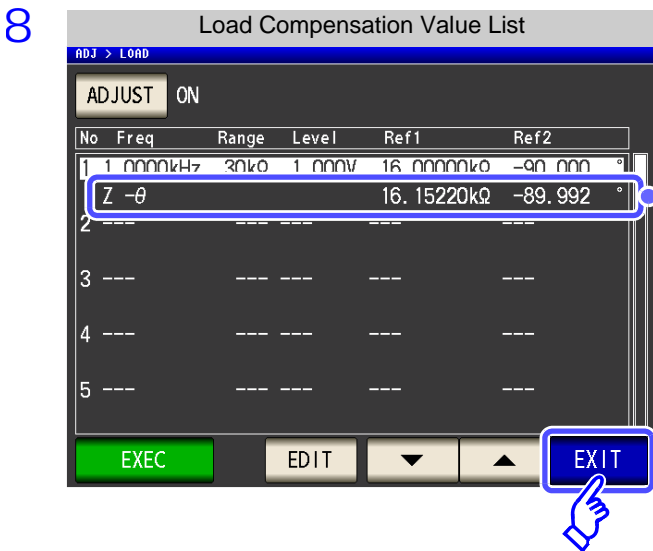 8
Load Compensation Value List
ADJ > LOAD
ADJUST ON
No Freq Range Level Ref1 Ref2
1 1.0000kHz 30kΩ 1.000V 16.00000kΩ -90.000 °
Z -θ 16.15220kΩ -89.992 °
2 --- --- --- --- ---
3 --- --- --- --- ---
4 --- --- --- --- ---
5 --- --- --- --- ---
EXEC EDIT ▼ ▲ EXIT